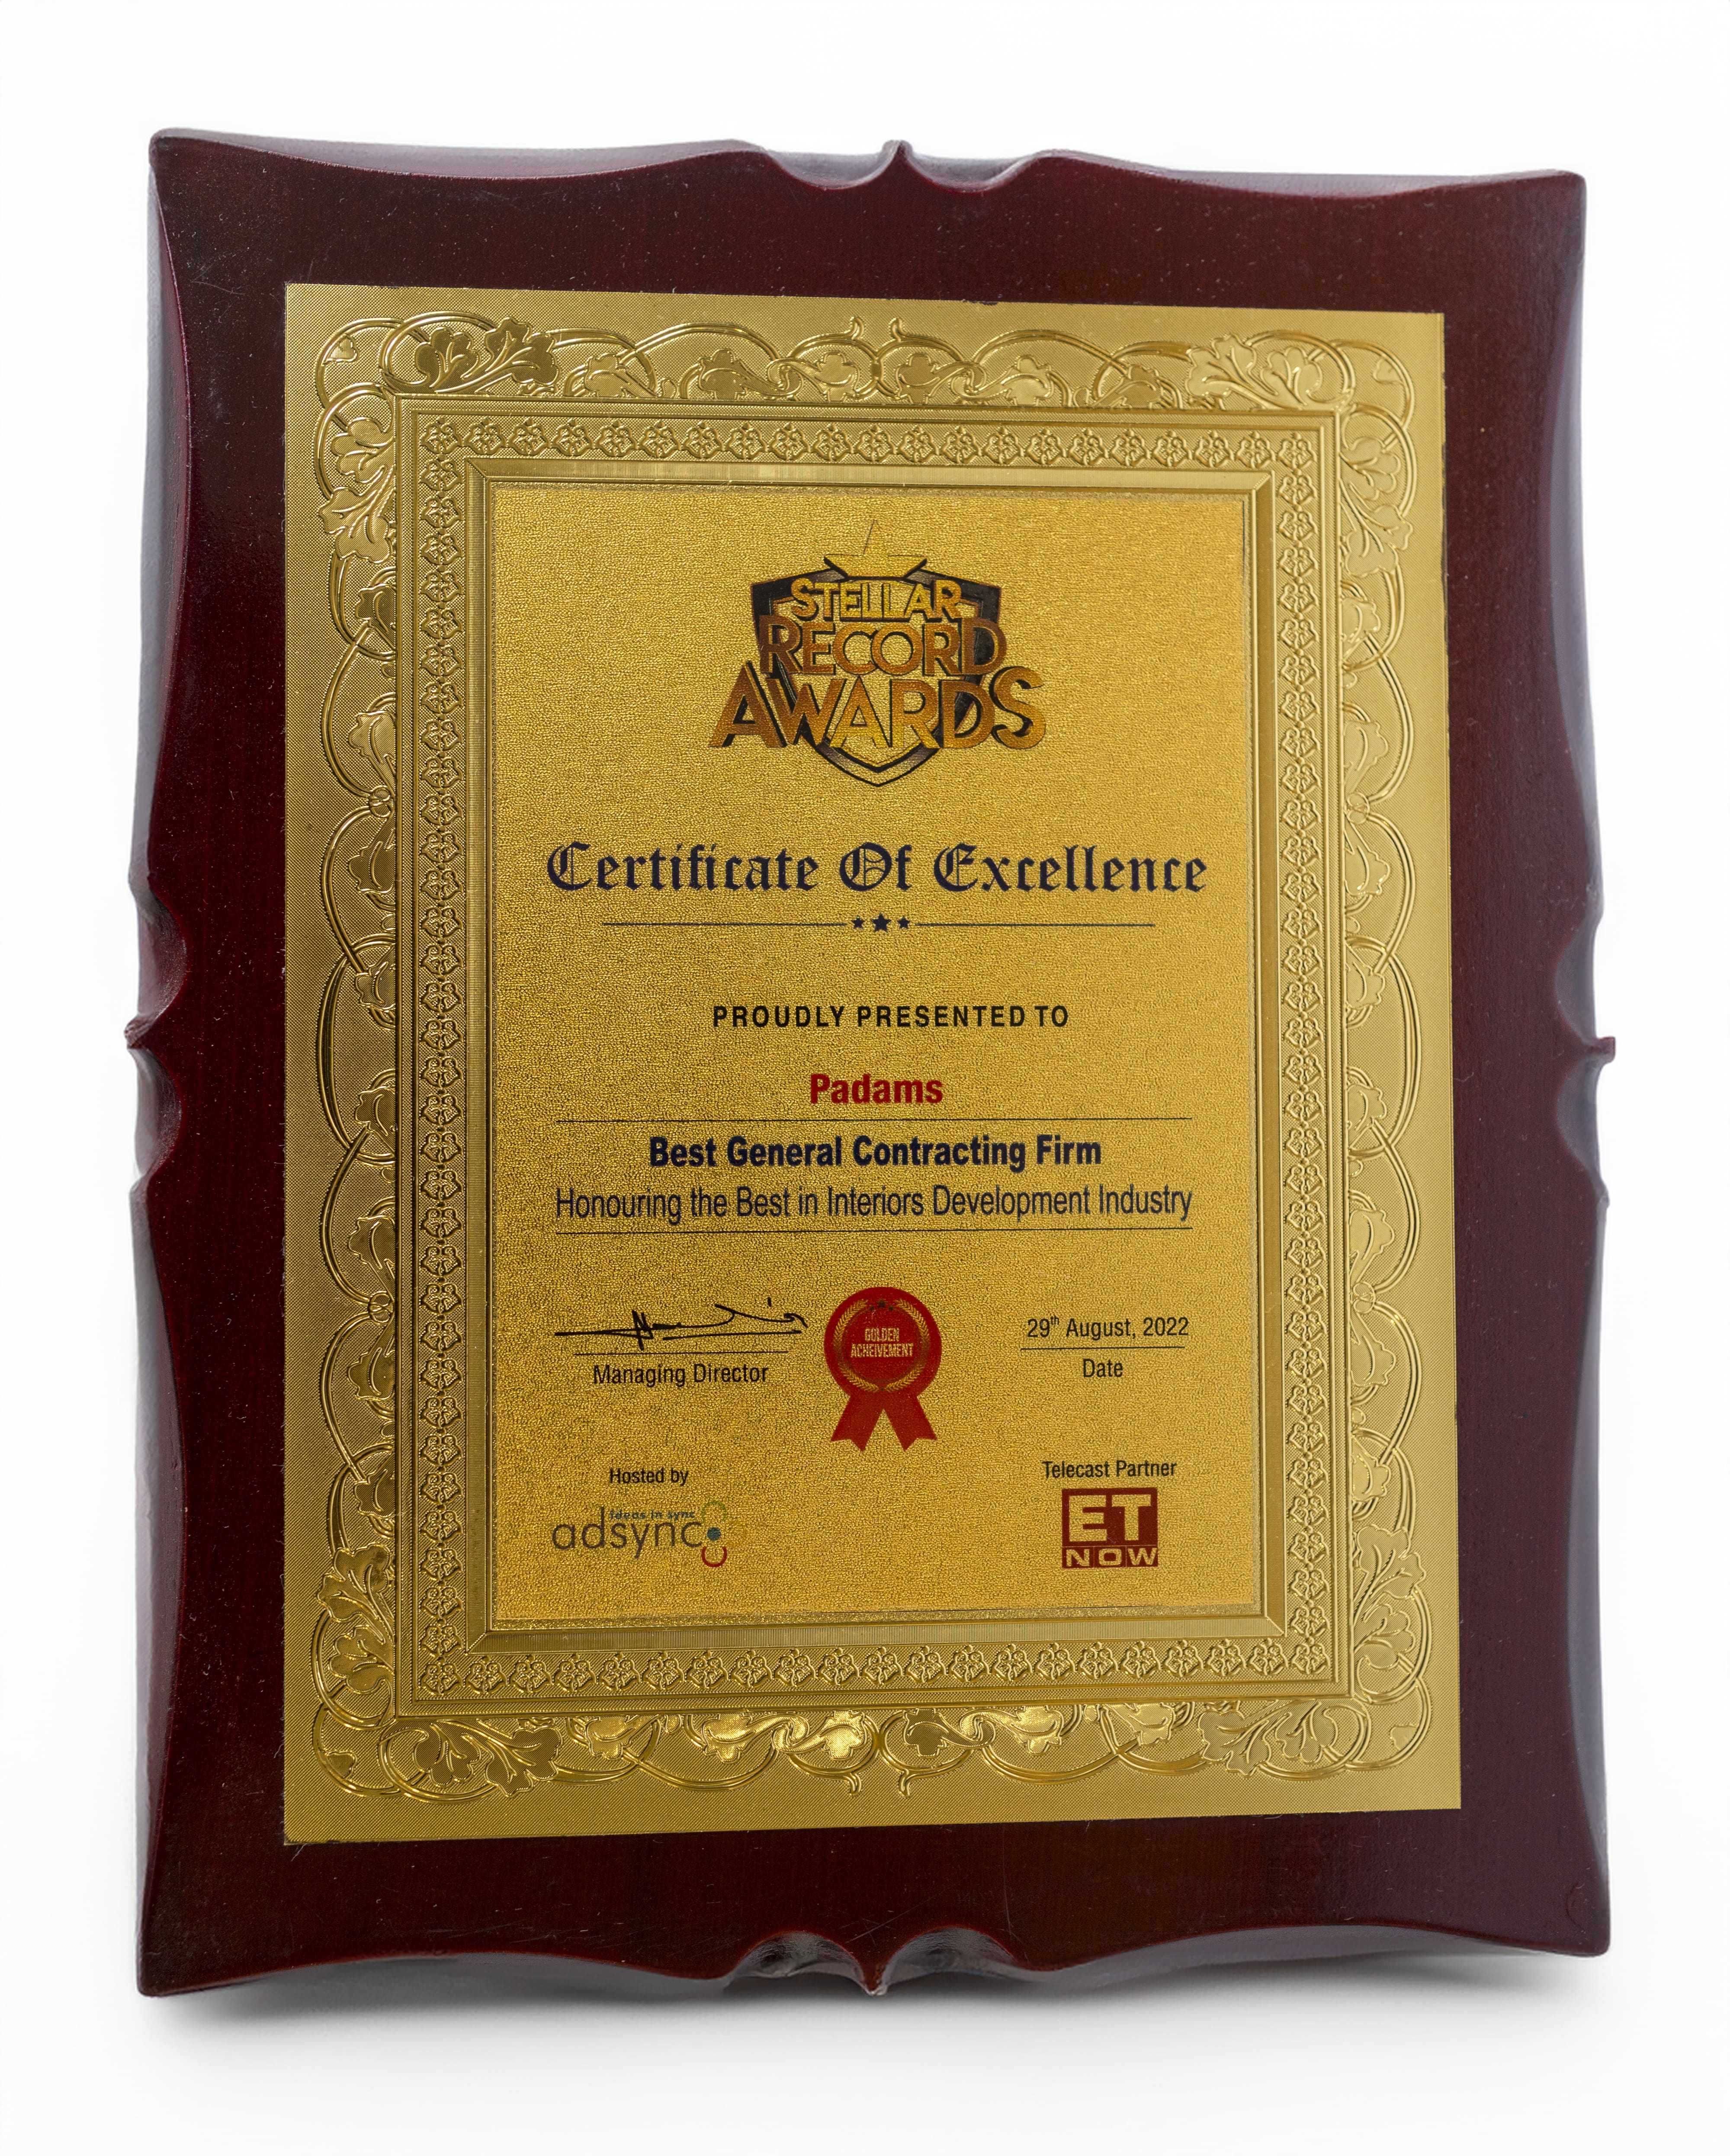 STELLAR
RECORD
AWARDS
Certificate Of Excellence
PROUDLY PRESENTED TO
Padams
Best General Contracting Firm
Honouring the Best in Interiors Development Industry
GOLDEN
ACHEIVEMENT
29th August, 2022
Managing Director
Date
Hosted by
Ideas in sync
adsync
Telecast Partner
ET
NOW